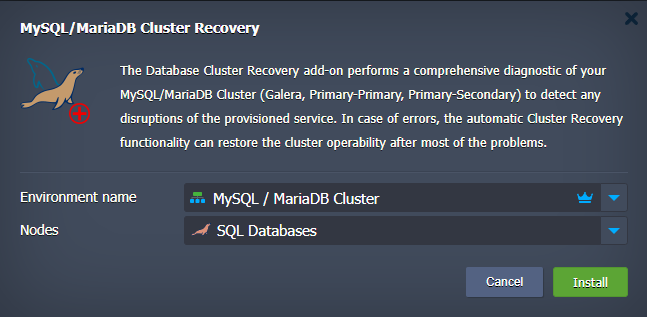 MySQL/MariaDB Cluster Recovery
The Database Cluster Recovery add-on performs a comprehensive diagnostic of your
MySQL/MariaDB Cluster (Galera, Primary-Primary, Primary-Secondary) to detect any
disruptions of the provisioned service. In case of errors, the automatic Cluster Recovery
functionality can restore the cluster operability after most of the problems.
Environment name
MySQL / MariaDB Cluster
Nodes
SQL Databases
Cancel
Install